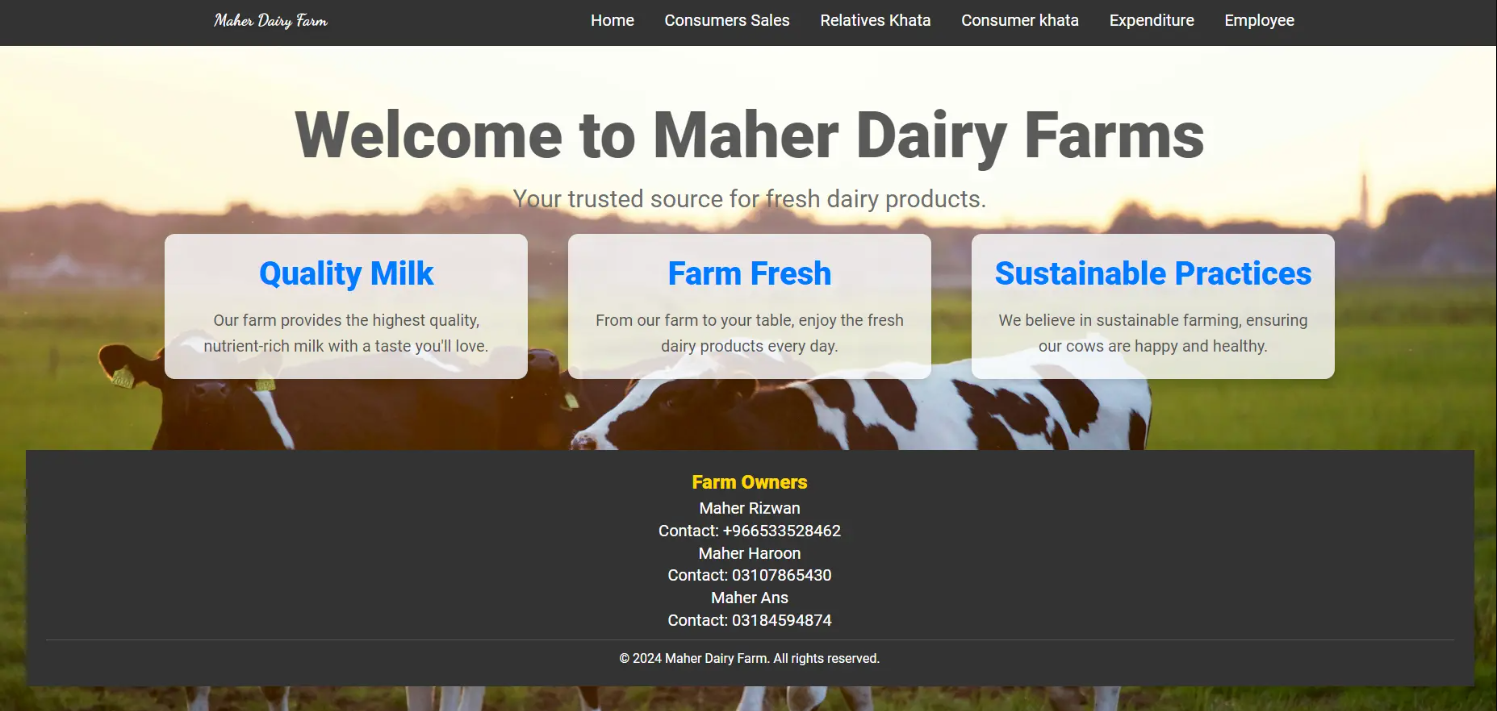 Maher Dairy Farm
Home
Consumers Sales
Relatives Khata
Consumer khata
Expenditure
Employee
Welcome to Maher Dairy Farms
Your trusted source for fresh dairy products.
Quality Milk
Our farm provides the highest quality,
nutrient-rich milk with a taste you'll love.
Farm Fresh
From our farm to your table, enjoy the fresh
dairy products every day.
Sustainable Practices
We believe in sustainable farming, ensuring
our cows are happy and healthy.
Farm Owners
Maher Rizwan
Contact: +966533528462
Maher Haroon
Contact: 03107865430
Maher Ans
Contact: 03184594874
© 2024 Maher Dairy Farm. All rights reserved.